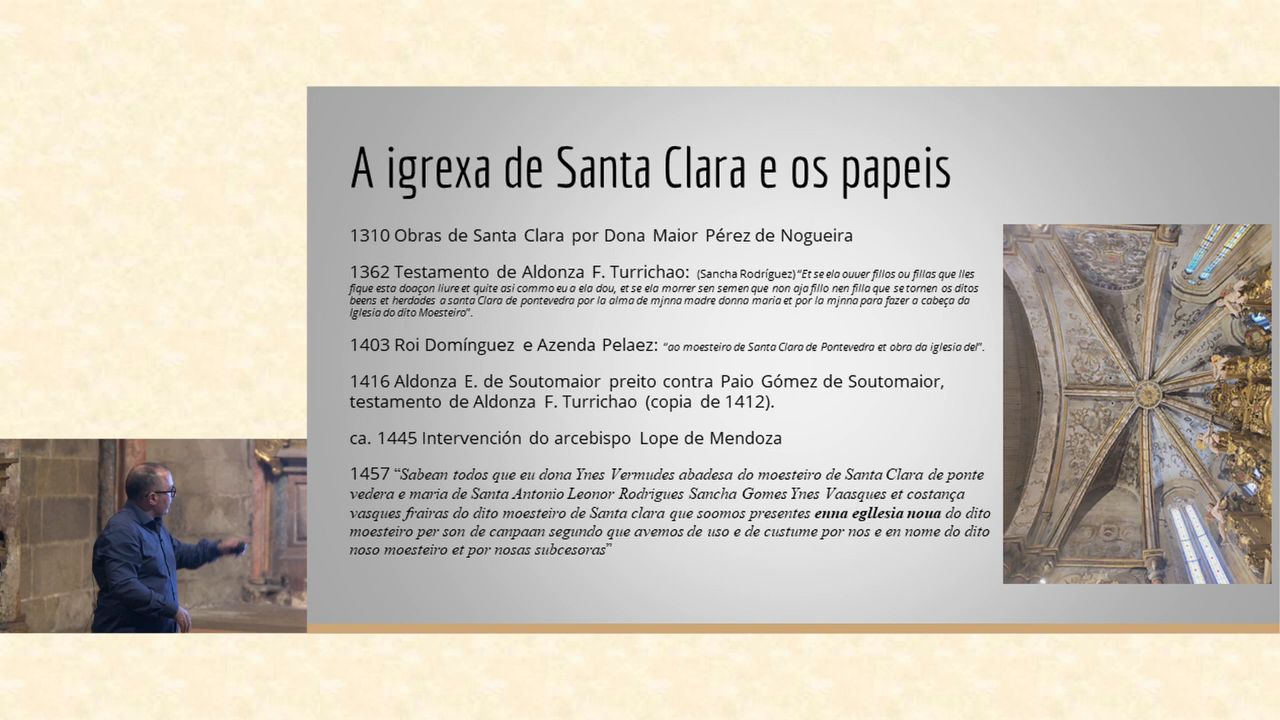 A igrexa de Santa Clara e os papeis
1310 Obras de Santa Clara por Dona Maior Pérez de Nogueira
1362 Testamento de Aldonza F. Turrichao: (Sancha Rodríguez) “Et se ela ouuer fillos ou fillas que lles
fique esta doaçon liure et quite asi commo eu a ela dou, et se ela morrer sen semen que non aja fillo nen filla que se tornen os ditos
beens et herdades a santa Clara de pontevedra por la alma de mjnna madre donna maria et por la mjnna para fazer a cabeça da
Iglesia do dito Moesteiro”.
1403 Roi Domínguez e Azenda Pelaez: “ao moesteiro de Santa Clara de Pontevedra et obra da iglesia del”.
1416 Aldonza E. de Soutomaior preito contra Paio Gómez de Soutomaior,
testamento de Aldonza F. Turrichao (copia de 1412).
ca. 1445 Intervención do arcebispo Lope de Mendoza
1457 “Sabean todos que eu dona Ynes Vermudes abadesa do moesteiro de Santa Clara de ponte
vedera e maria de Santa Antonio Leonor Rodrigues Sancha Gomes Ynes Vaasques et costança
vasques frairas do dito moesteiro de Santa clara que soomos presentes enna egllesia noua do dito
moesteiro per son de canpaan segundo que avemos de uso e de custume por nos e en nome do dito
noso moesteiro et por nosas subcesoras”